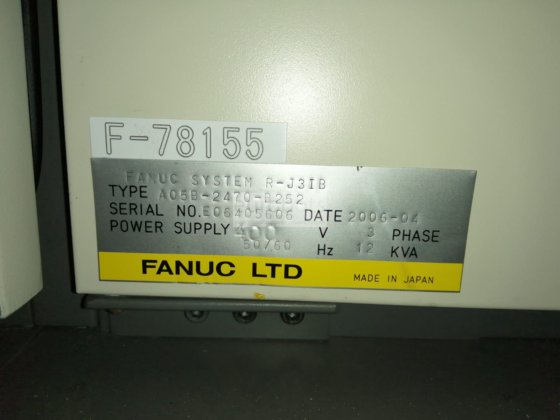 F-78155
FANUC SYSTEM R-J3IB
TYPE A05B-2470-B252
SERIAL NO.E06405606 DATE 2006-04
POWER SUPPLY 400 V 3 PHASE
50/60 Hz 12 KVA
FANUC LTD MADE IN JAPAN